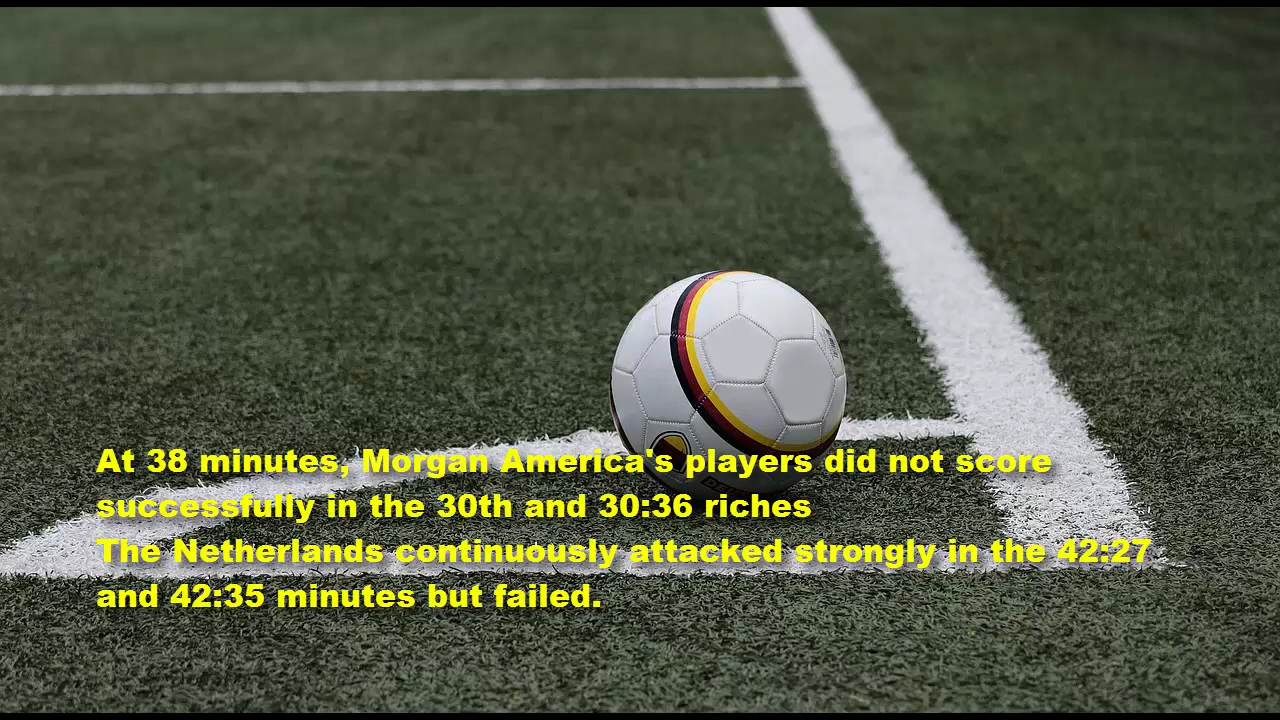 At 38 minutes, Morgan America's players did not score
successfully in the 30th and 30:36 riches
The Netherlands continuously attacked strongly in the 42:27
and 42:35 minutes but failed.